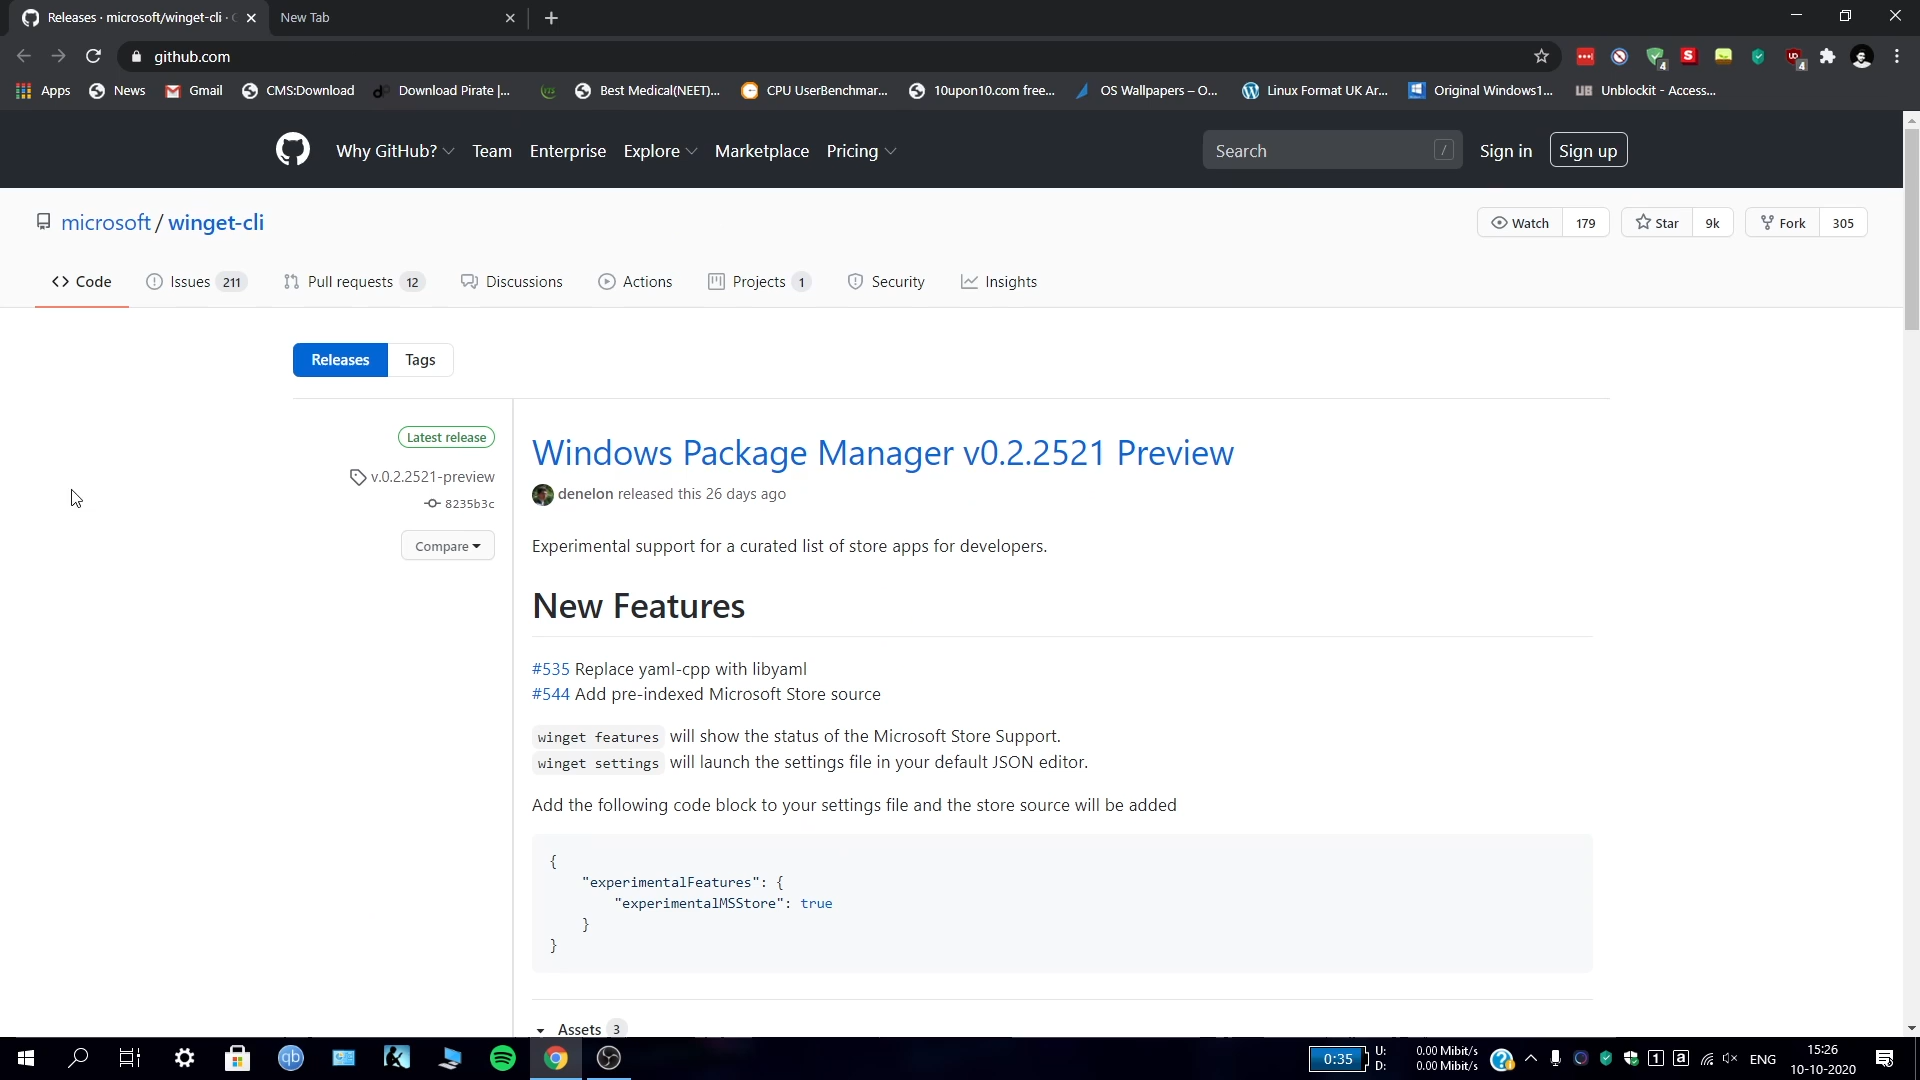 Releases · microsoft/winget-cli ·
New Tab
github.com
4
S
4
Apps
News
Gmail
CMS:Download
Download Pirate |...
Best Medical(NEET)...
CPU UserBenchmar...
10upon10.com free...
OS Wallpapers – O...
Linux Format UK Ar...
Original Windows1...
UB
Unblockit - Access...
Why GitHub?
Team
Enterprise
Explore
Marketplace
Pricing
Search
/
Sign in
Sign up
microsoft / winget-cli
Watch
179
Star
9k
Fork
305
<> Code
Issues 211
Pull requests 12
Discussions
Actions
Projects 1
Security
Insights
Releases
Tags
Latest release
v.0.2.2521-preview
8235b3c
Compare
Windows Package Manager v0.2.2521 Preview
denelon released this 26 days ago
Experimental support for a curated list of store apps for developers.
New Features
#535 Replace yaml-cpp with libyaml
#544 Add pre-indexed Microsoft Store source
winget features will show the status of the Microsoft Store Support.
winget settings will launch the settings file in your default JSON editor.
Add the following code block to your settings file and the store source will be added
{
"experimentalFeatures": {
"experimentalMSStore": true
}
}
Assets 3
qb
0:35
U:
D:
0.00 Mibit/s
0.00 Mibit/s
1
a
ENG
15:26
10-10-2020